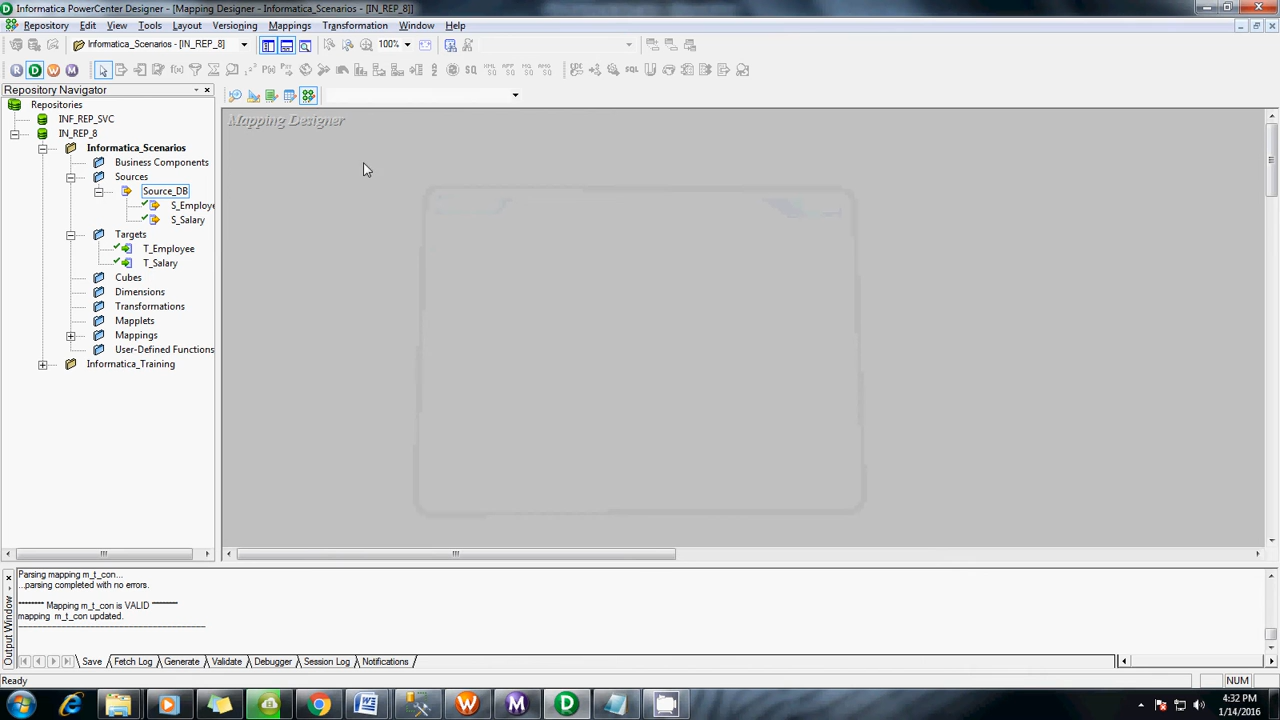 Informatica PowerCenter Designer - [Mapping Designer - Informatica_Scenarios - [IN_REP_8]]
Repository Edit View Tools Layout Versioning Mappings Transformation Window Help
Informatica_Scenarios - [IN_REP_8] 100%
Repository Navigator
Repositories
INF_REP_SVC
IN_REP_8
Informatica_Scenarios
Business Components
Sources
Source_DB
S_Employe
S_Salary
Targets
T_Employee
T_Salary
Cubes
Dimensions
Transformations
Mapplets
Mappings
User-Defined Functions
Informatica_Training
Mapping Designer
Output Window
Parsing mapping m_t_con...
...parsing completed with no errors.
******** Mapping m_t_con is VALID ********
mapping m_t_con updated.
Save Fetch Log Generate Validate Debugger Session Log Notifications
Ready NUM
4:32 PM
1/14/2016